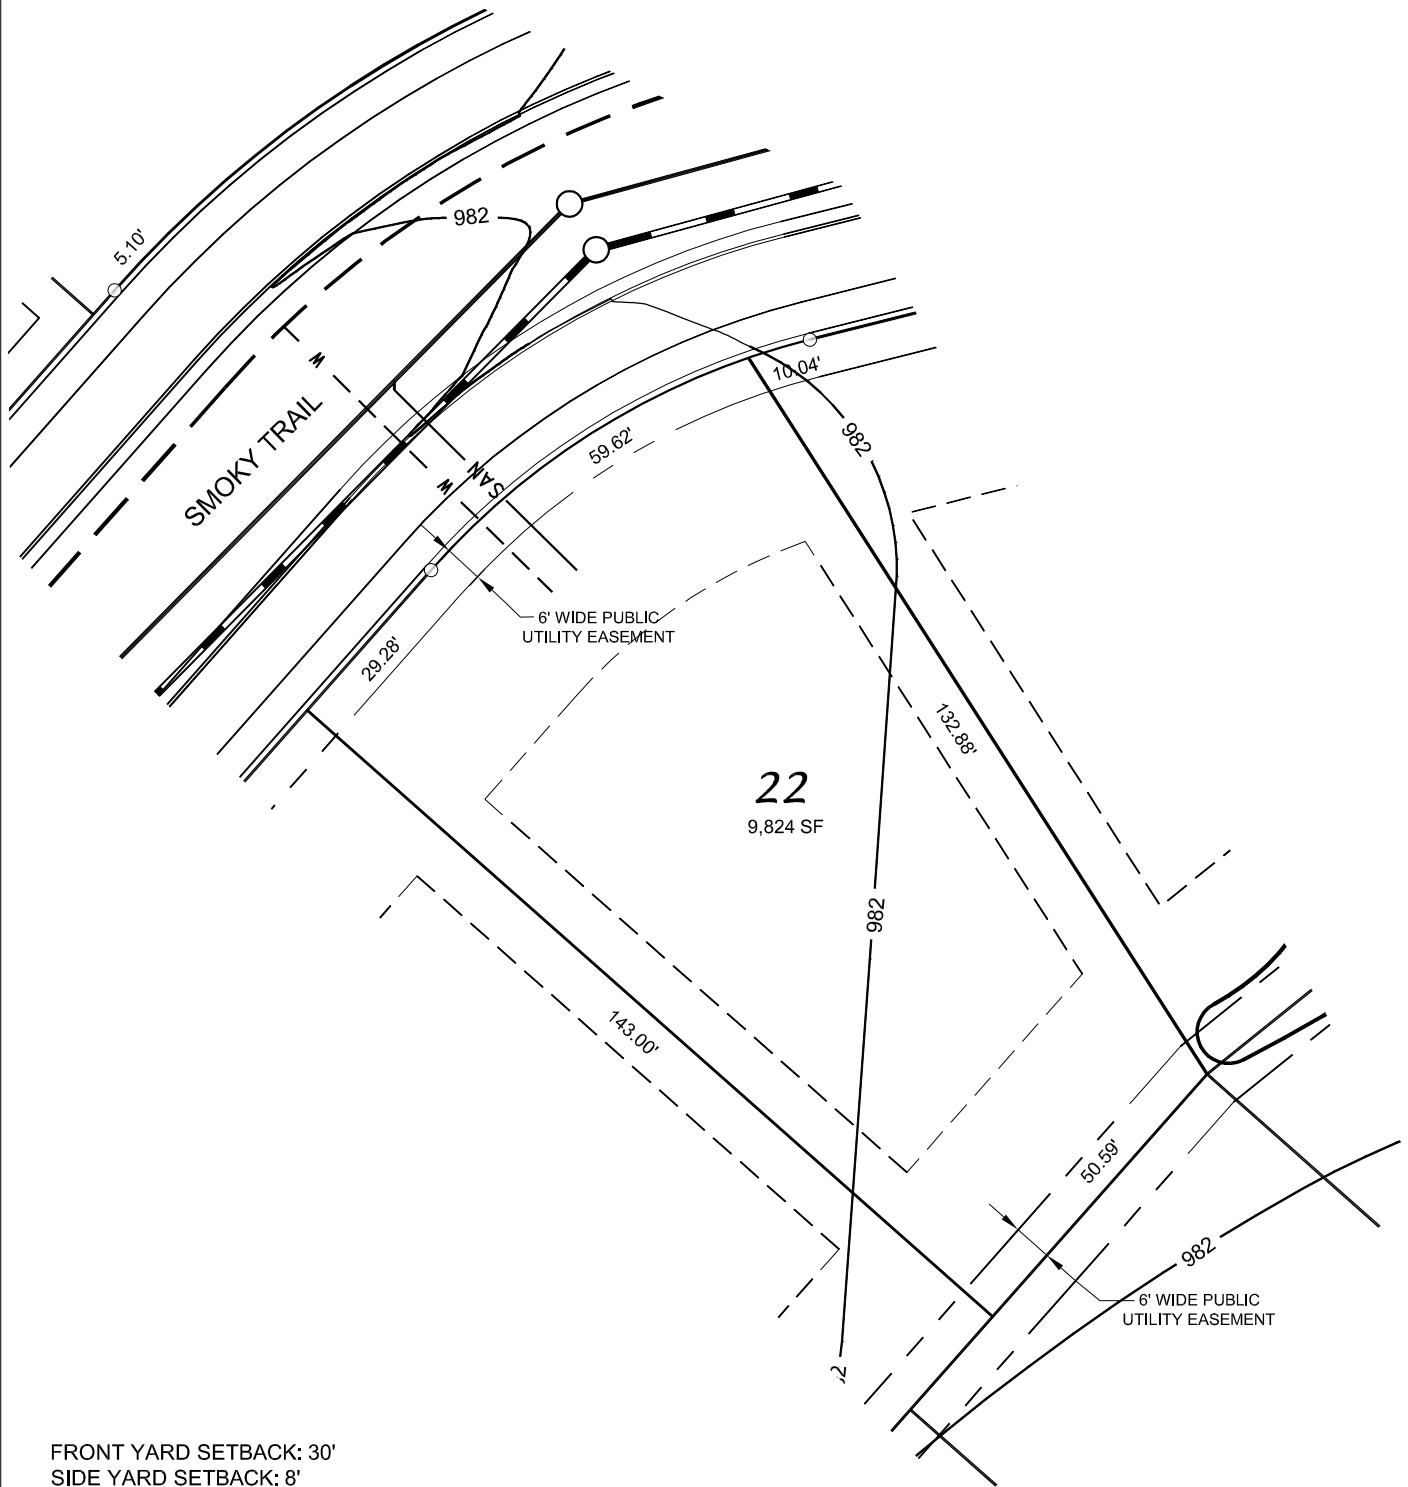 5.10'
982
W
SMOKY TRAIL
SAN
W
59.62'
10.04'
982
6' WIDE PUBLIC
UTILITY EASEMENT
29.28'
132.88'
22
9,824 SF
982
143.00'
50.59'
982
6' WIDE PUBLIC
UTILITY EASEMENT
FRONT YARD SETBACK: 30'
SIDE YARD SETBACK: 8'